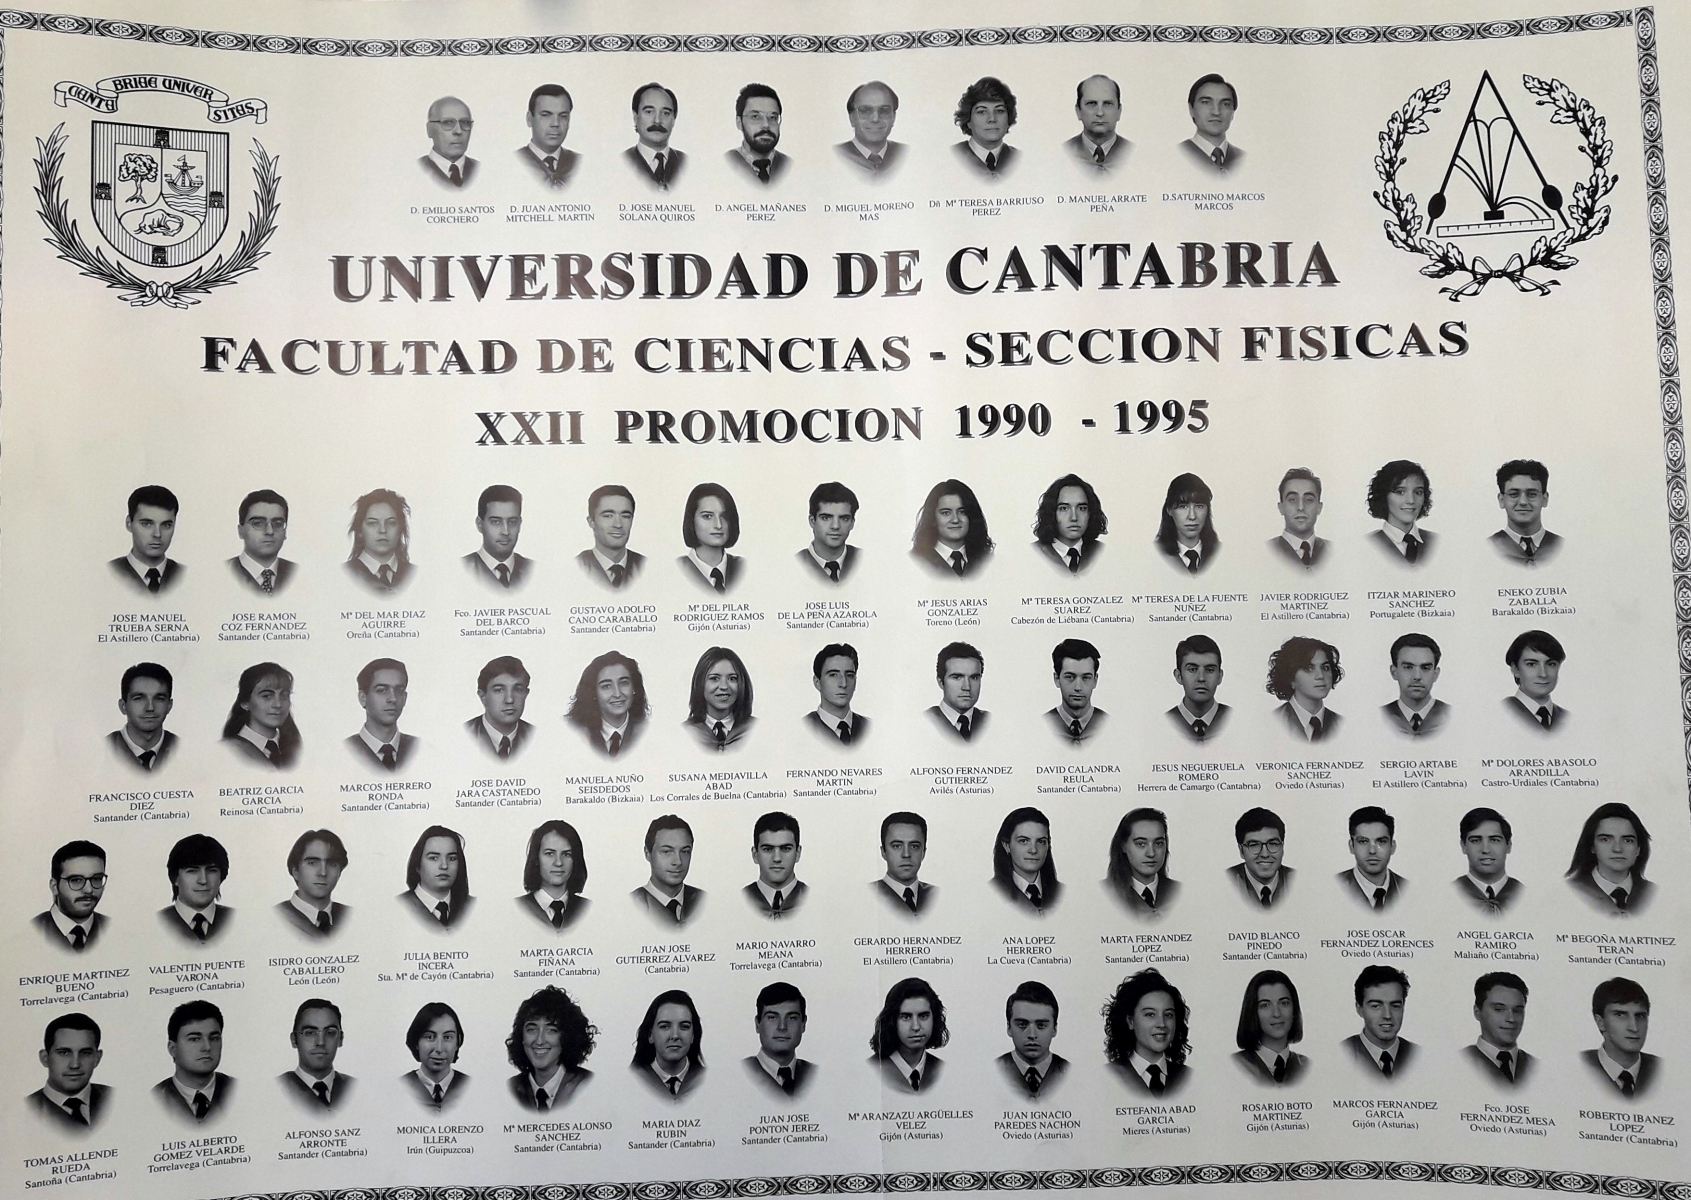 GENTE BRIGE UNIVER SITAS
D. EMILIO SANTOS
CORCHERO
D. JUAN ANTONIO
MITCHELL MARTIN
D. JOSE MANUEL
SOLANA QUIROS
D. ANGEL MAÑANES
PEREZ
D. MIGUEL MORENO
MAS
Dñ Mª TERESA BARRIUSO
PEREZ
D. MANUEL ARRATE
PEÑA
D.SATURNINO MARCOS
MARCOS
UNIVERSIDAD DE CANTABRIA
FACULTAD DE CIENCIAS - SECCION FISICAS
XXII PROMOCION 1990 - 1995
JOSE MANUEL
TRUEBA SERNA
El Astillero (Cantabria)
JOSE RAMON
COZ FERNANDEZ
Santander (Cantabria)
Mª DEL MAR DIAZ
AGUIRRE
Oreña (Cantabria)
Fco. JAVIER PASCUAL
DEL BARCO
Santander (Cantabria)
GUSTAVO ADOLFO
CANO CARABALLO
Santander (Cantabria)
Mª DEL PILAR
RODRIGUEZ RAMOS
Gijón (Asturias)
JOSE LUIS
DE LA PEÑA AZAROLA
Santander (Cantabria)
Mª JESUS ARIAS
GONZALEZ
Toreno (León)
Mª TERESA GONZALEZ
SUAREZ
Cabezón de Liébana (Cantabria)
Mª TERESA DE LA FUENTE
NUÑEZ
Santander (Cantabria)
JAVIER RODRIGUEZ
MARTINEZ
El Astillero (Cantabria)
ITZIAR MARINERO
SANCHEZ
Portugalete (Bizkaia)
ENEKO ZUBIA
ZABALLA
Barakaldo (Bizkaia)
FRANCISCO CUESTA
DIEZ
Santander (Cantabria)
BEATRIZ GARCIA
GARCIA
Reinosa (Cantabria)
MARCOS HERRERO
RONDA
Santander (Cantabria)
JOSE DAVID
JARA CASTANEDO
Santander (Cantabria)
MANUELA NUÑO
SEISDEDOS
Barakaldo (Bizkaia)
SUSANA MEDIAVILLA
ABAD
Los Corrales de Buelna (Cantabria)
FERNANDO NEVARES
MARTIN
Santander (Cantabria)
ALFONSO FERNANDEZ
GUTIERREZ
Avilés (Asturias)
DAVID CALANDRA
REULA
Santander (Cantabria)
JESUS NEGUERUELA
ROMERO
Herrera de Camargo (Cantabria)
VERONICA FERNANDEZ
SANCHEZ
Oviedo (Asturias)
SERGIO ARTABE
LAVIN
El Astillero (Cantabria)
Mª DOLORES ABASOLO
ARANDILLA
Castro-Urdiales (Cantabria)
ENRIQUE MARTINEZ
BUENO
Torrelavega (Cantabria)
VALENTIN PUENTE
VARONA
Pesaguero (Cantabria)
ISIDRO GONZALEZ
CABALLERO
León (León)
JULIA BENITO
INCERA
Sta. Mª de Cayón (Cantabria)
MARTA GARCIA
FIÑANA
Santander (Cantabria)
JUAN JOSE
GUTIERREZ ALVAREZ
(Cantabria)
MARIO NAVARRO
MEANA
Torrelavega (Cantabria)
GERARDO HERNANDEZ
HERRERO
El Astillero (Cantabria)
ANA LOPEZ
HERRERO
La Cueva (Cantabria)
MARTA FERNANDEZ
LOPEZ
Santander (Cantabria)
DAVID BLANCO
PINEDO
Santander (Cantabria)
JOSE OSCAR
FERNANDEZ LORENCES
Oviedo (Asturias)
ANGEL GARCIA
RAMIRO
Maliaño (Cantabria)
Mª BEGOÑA MARTINEZ
TERAN
Santander (Cantabria)
TOMAS ALLENDE
RUEDA
Santoña (Cantabria)
LUIS ALBERTO
GOMEZ VELARDE
Torrelavega (Cantabria)
ALFONSO SANZ
ARRONTE
Santander (Cantabria)
MONICA LORENZO
ILLERA
Irún (Guipuzcoa)
Mª MERCEDES ALONSO
SANCHEZ
Santander (Cantabria)
MARIA DIAZ
RUBIN
Santander (Cantabria)
JUAN JOSE
PONTON JEREZ
Santander (Cantabria)
Mª ARANZAZU ARGÜELLES
VELEZ
Gijón (Asturias)
JUAN IGNACIO
PAREDES NACHON
Oviedo (Asturias)
ESTEFANIA ABAD
GARCIA
Mieres (Asturias)
ROSARIO BOTO
MARTINEZ
Gijón (Asturias)
MARCOS FERNANDEZ
GARCIA
Gijón (Asturias)
Fco. JOSE
FERNANDEZ MESA
Oviedo (Asturias)
ROBERTO IBANEZ
LOPEZ
Santander (Cantabria)